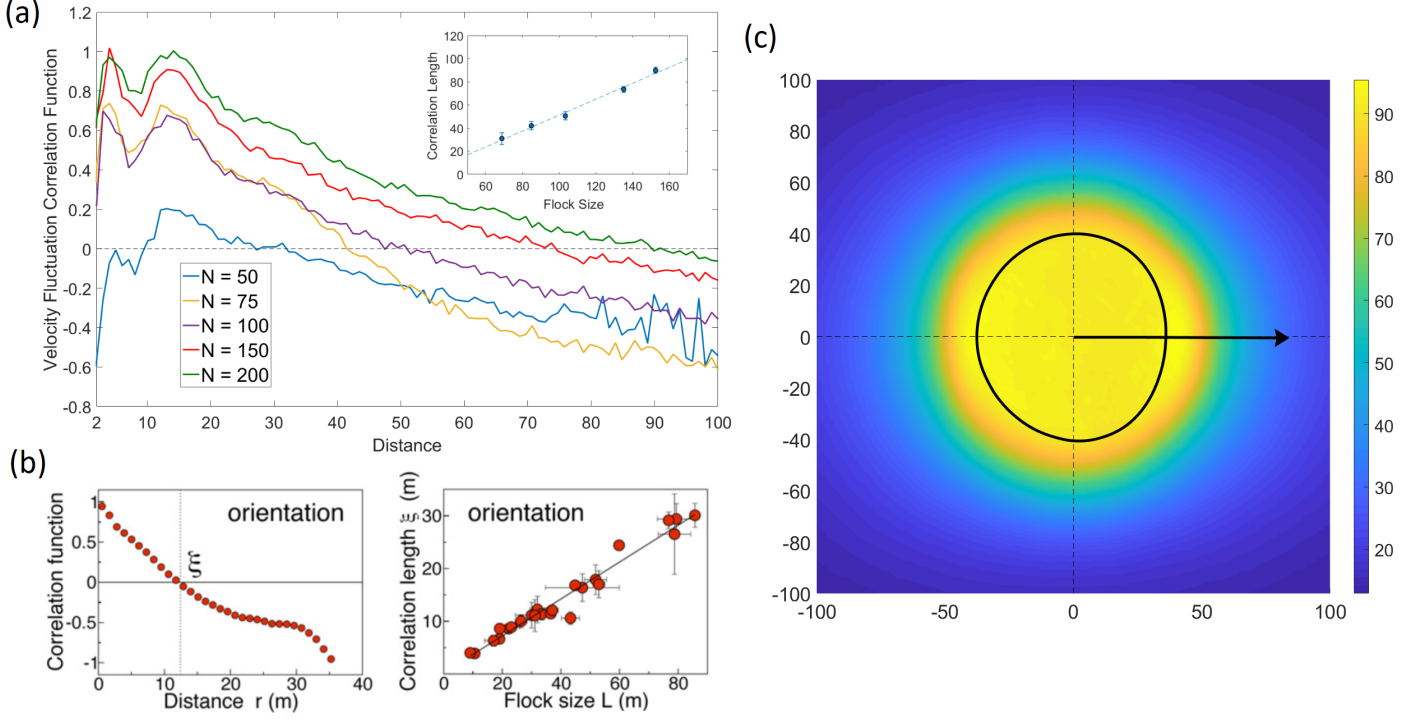 (a)
1.2
1
0.8
0.6
0.4
0.2
0
-0.2
-0.4
-0.6
-0.8
Velocity Fluctuation Correlation Function
2 10 20 30 40 50 60 70 80 90 100
Distance
N = 50
N = 75
N = 100
N = 150
N = 200
120
100
80
60
40
20
0
Correlation Length
60 80 100 120 140 160
Flock Size
(b)
1
0.5
0
-0.5
-1
Correlation function
orientation
ξ
0 10 20 30 40
Distance r (m)
30
20
10
Correlation length ξ (m)
orientation
0 20 40 60 80
Flock size L (m)
(c)
100
80
60
40
20
0
-20
-40
-60
-80
-100
-100 -50 0 50 100
90
80
70
60
50
40
30
20